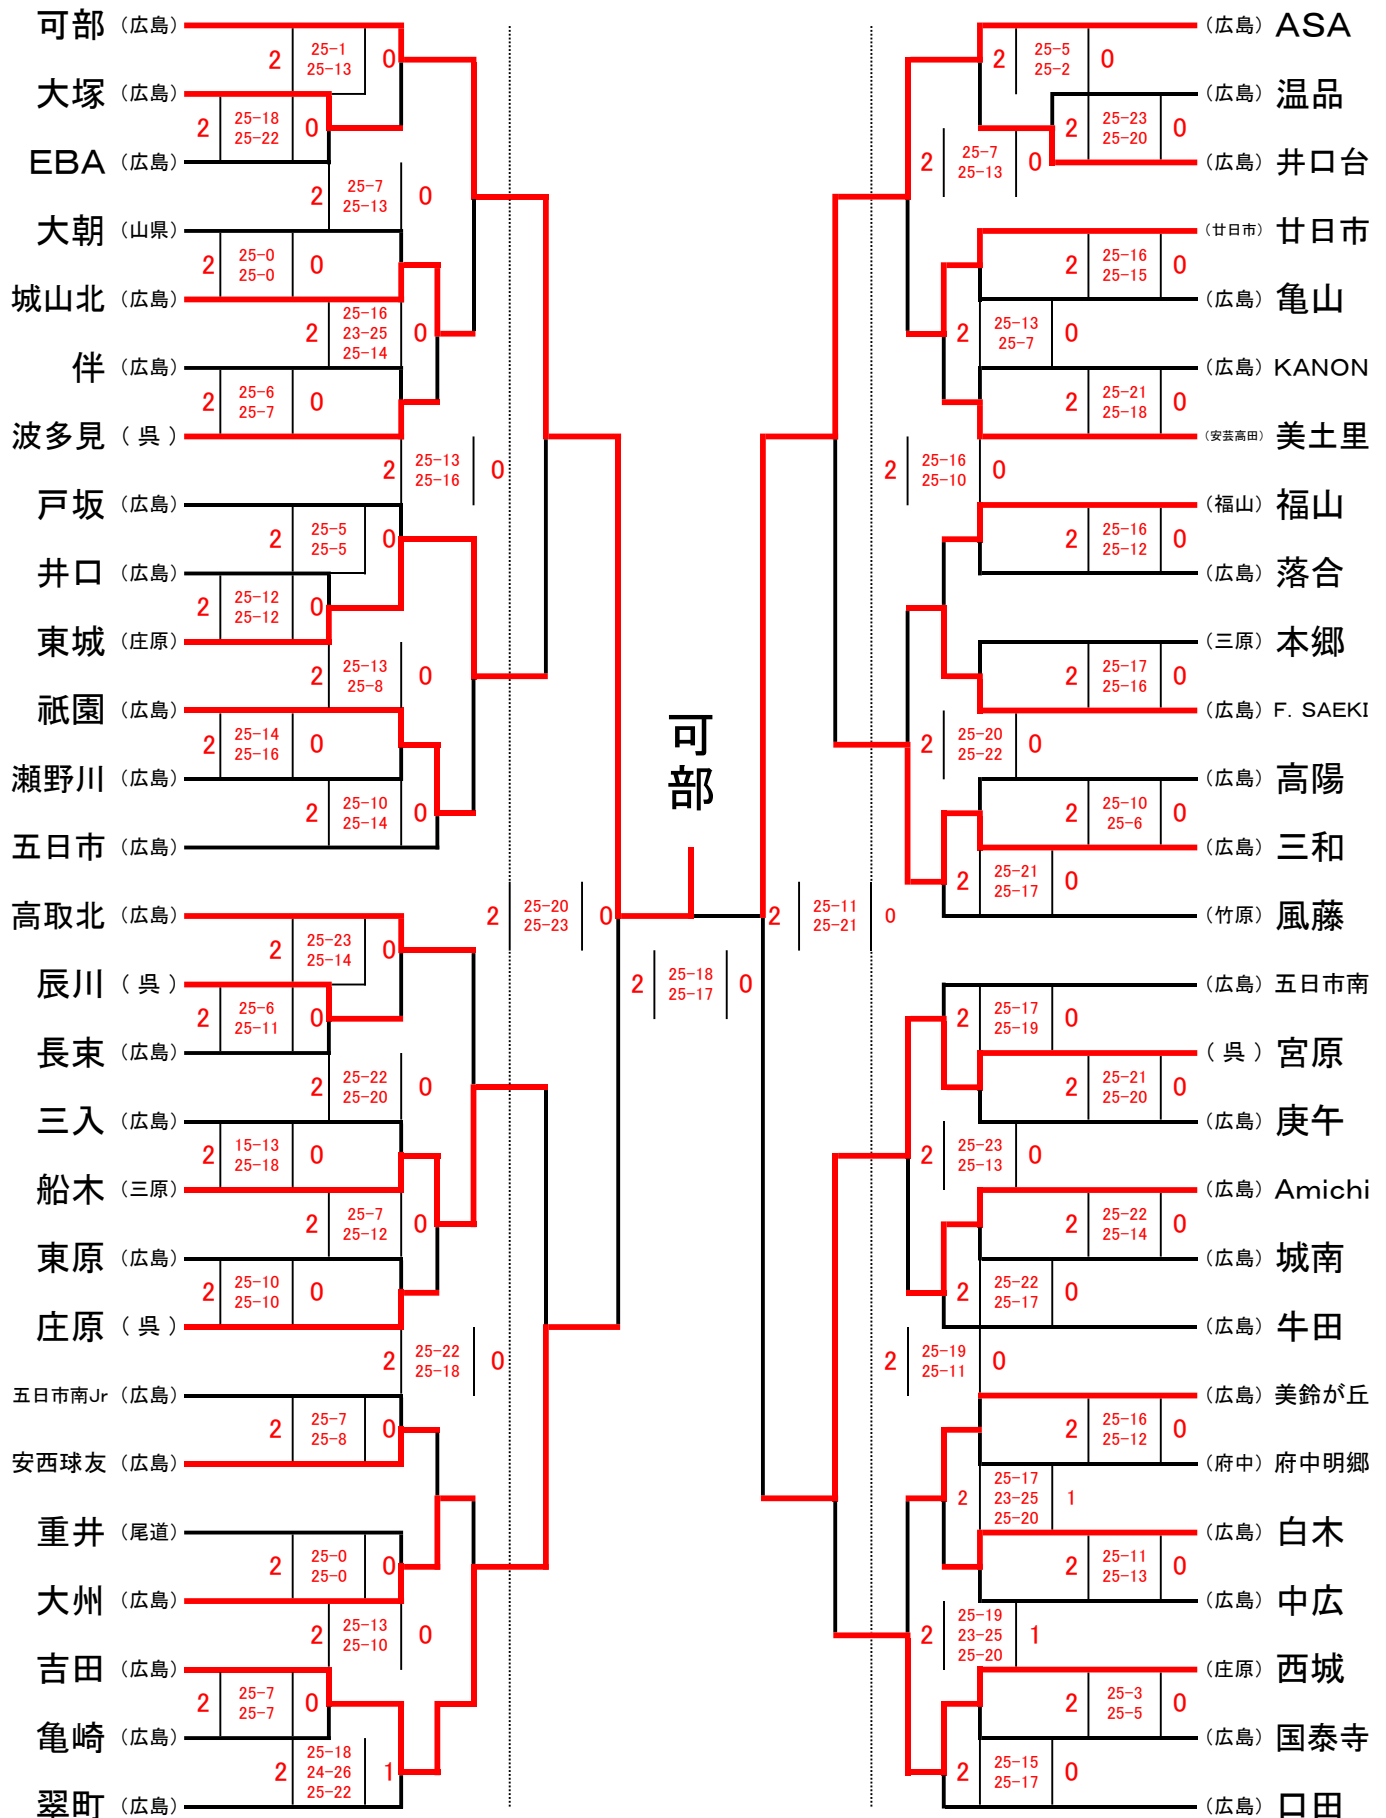 可部 (広島)
2 25-1 0
25-13
大塚 (広島)
2 25-18 0
25-22
EBA (広島)
2 25-7 0
25-13
大朝 (山県)
2 25-0 0
25-0
城山北 (広島)
2 25-16 0
23-25
25-14
伴 (広島)
2 25-6 0
25-7
波多見 ( 呉 )
2 25-13 0
25-16
戸坂 (広島)
2 25-5 0
25-5
井口 (広島)
2 25-12 0
25-12
東城 (庄原)
2 25-13 0
25-8
祇園 (広島)
2 25-14 0
25-16
瀬野川 (広島)
2 25-10 0
25-14
五日市 (広島)
2 25-20 0
25-23
高取北 (広島)
2 25-23 0
25-14
辰川 ( 呉 )
2 25-6 0
25-11
長束 (広島)
2 25-22 0
25-20
三入 (広島)
2 15-13 0
25-18
船木 (三原)
2 25-7 0
25-12
東原 (広島)
2 25-10 0
25-10
庄原 ( 呉 )
2 25-22 0
25-18
五日市南Jr (広島)
2 25-7 0
25-8
安西球友 (広島)
重井 (尾道)
2 25-0 0
25-0
大州 (広島)
2 25-13 0
25-10
吉田 (広島)
2 25-7 0
25-7
亀崎 (広島)
2 25-18 1
24-26
25-22
翠町 (広島)
可部
2 25-18 0
25-17
(広島) ASA
2 25-5 0
25-2
(広島) 温品
2 25-23 0
25-20
(広島) 井口台
2 25-7 0
25-13
(廿日市) 廿日市
2 25-16 0
25-15
(広島) 亀山
2 25-13 0
25-7
(広島) KANON
2 25-21 0
25-18
(安芸高田) 美土里
2 25-16 0
25-10
(福山) 福山
2 25-16 0
25-12
(広島) 落合
(三原) 本郷
2 25-17 0
25-16
(広島) F. SAEKI
2 25-20 0
25-22
(広島) 高陽
2 25-10 0
25-6
(広島) 三和
2 25-21 0
25-17
(竹原) 風藤
2 25-11 0
25-21
(広島) 五日市南
2 25-17 0
25-19
( 呉 ) 宮原
2 25-21 0
25-20
(広島) 庚午
2 25-23 0
25-13
(広島) Amichi
2 25-22 0
25-14
(広島) 城南
2 25-22 0
25-17
(広島) 牛田
2 25-19 0
25-11
(広島) 美鈴が丘
2 25-16 0
25-12
(府中) 府中明郷
2 25-17 1
23-25
25-20
(広島) 白木
2 25-11 0
25-13
(広島) 中広
2 25-19 1
23-25
25-20
(庄原) 西城
2 25-3 0
25-5
(広島) 国泰寺
2 25-15 0
25-17
(広島) 口田